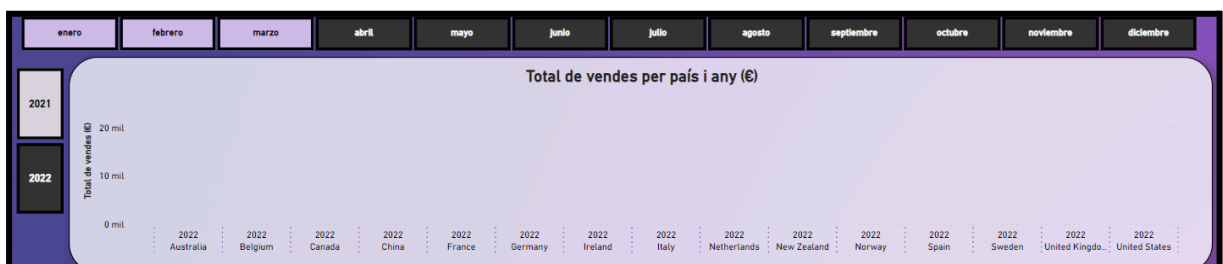 enero febrero marzo abril mayo junio julio agosto septiembre octubre noviembre diciembre
Total de vendes per país i any (€)
2021
2022
Total de vendes (€)
20 mil
10 mil
0 mil
2022 2022 2022 2022 2022 2022 2022 2022 2022 2022 2022 2022 2022 2022 2022
Australia Belgium Canada China France Germany Ireland Italy Netherlands New Zealand Norway Spain Sweden United Kingdo... United States